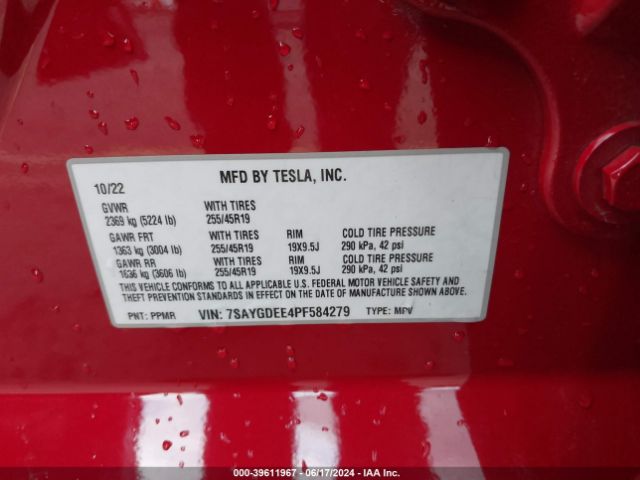 MFD BY TESLA, INC.
10/22
GVWR WITH TIRES
2369 kg (5224 lb) 255/45R19
GAWR FRT WITH TIRES RIM COLD TIRE PRESSURE
1363 kg (3004 lb) 255/45R19 19X9.5J 290 kPa, 42 psi
GAWR RR WITH TIRES RIM COLD TIRE PRESSURE
1636 kg (3606 lb) 255/45R19 19X9.5J 290 kPa, 42 psi
THIS VEHICLE CONFORMS TO ALL APPLICABLE U.S. FEDERAL MOTOR VEHICLE SAFETY AND
THEFT PREVENTION STANDARDS IN EFFECT ON THE DATE OF MANUFACTURE SHOWN ABOVE.
PNT: PPMR VIN: 7SAYGDEE4PF584279 TYPE: MPV
000-39611967 - 06/17/2024 - IAA Inc.